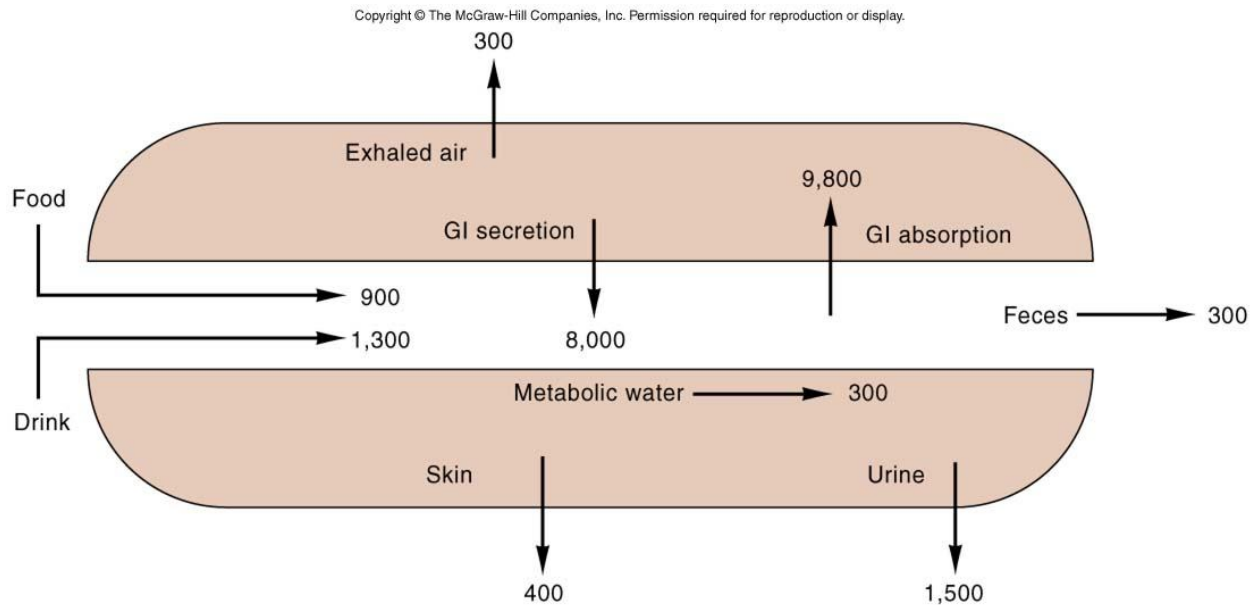 Copyright © The McGraw-Hill Companies, Inc. Permission required for reproduction or display.
300
Exhaled air
9,800
Food
GI secretion
GI absorption
900
Feces
300
1,300
8,000
Metabolic water
300
Drink
Skin
Urine
400
1,500